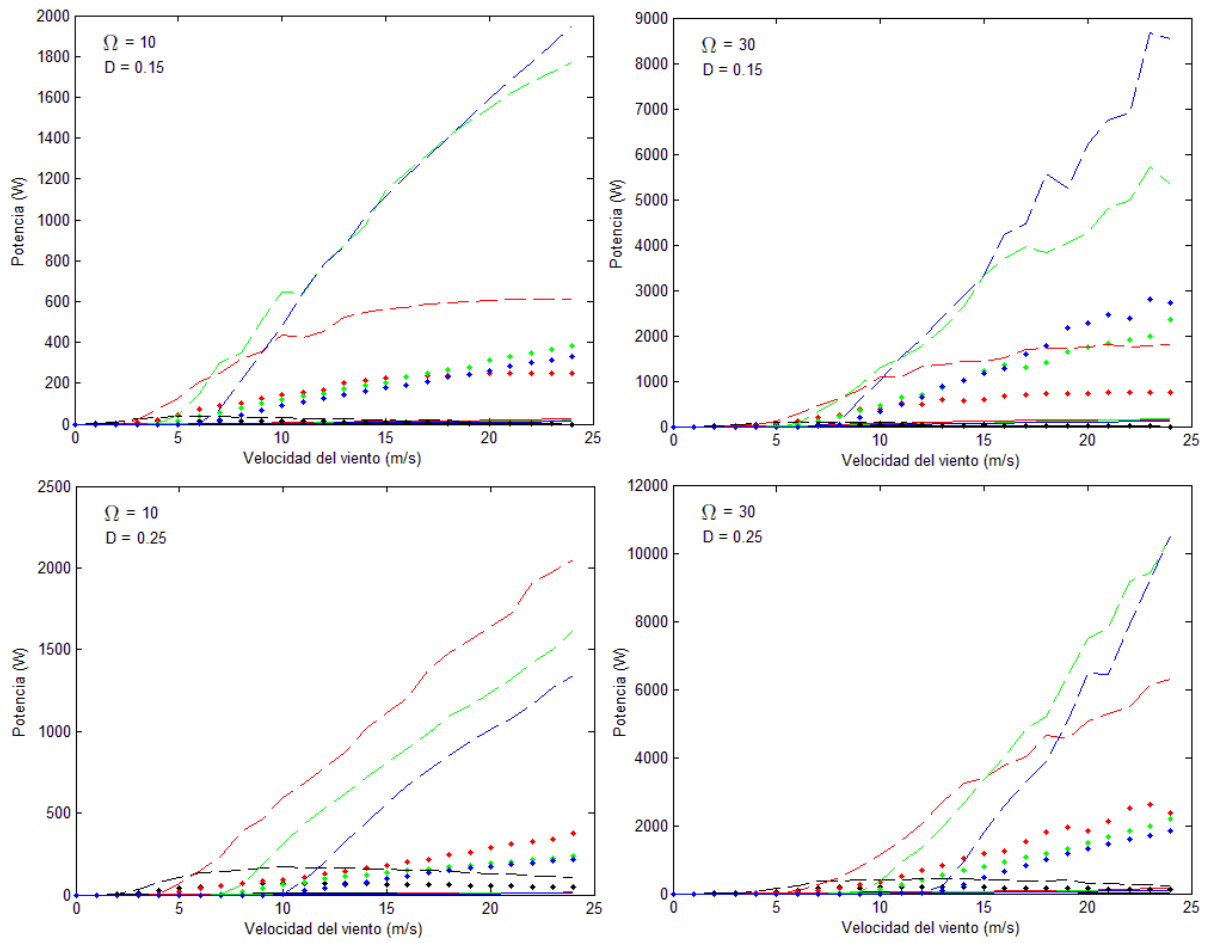 Ω = 10
D = 0.15
2000
1800
1600
1400
1200
1000
800
600
400
200
0
Potencia (W)
0 5 10 15 20 25
Velocidad del viento (m/s)
Ω = 30
D = 0.15
9000
8000
7000
6000
5000
4000
3000
2000
1000
0
Potencia (W)
0 5 10 15 20 25
Velocidad del viento (m/s)
Ω = 10
D = 0.25
2500
2000
1500
1000
500
0
Potencia (W)
0 5 10 15 20 25
Velocidad del viento (m/s)
Ω = 30
D = 0.25
12000
10000
8000
6000
4000
2000
0
Potencia (W)
0 5 10 15 20 25
Velocidad del viento (m/s)